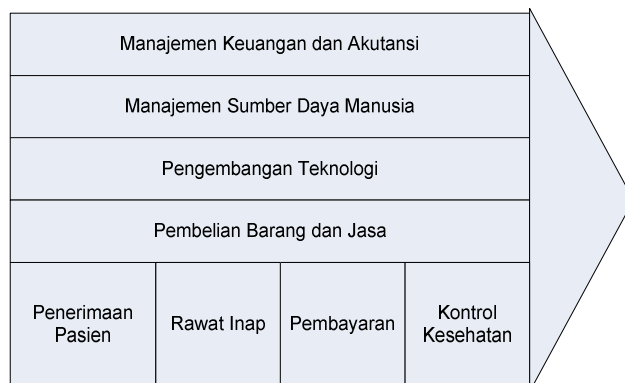 Manajemen Keuangan dan Akutansi
Manajemen Sumber Daya Manusia
Pengembangan Teknologi
Pembelian Barang dan Jasa
Penerimaan
Pasien
Rawat Inap
Pembayaran
Kontrol
Kesehatan